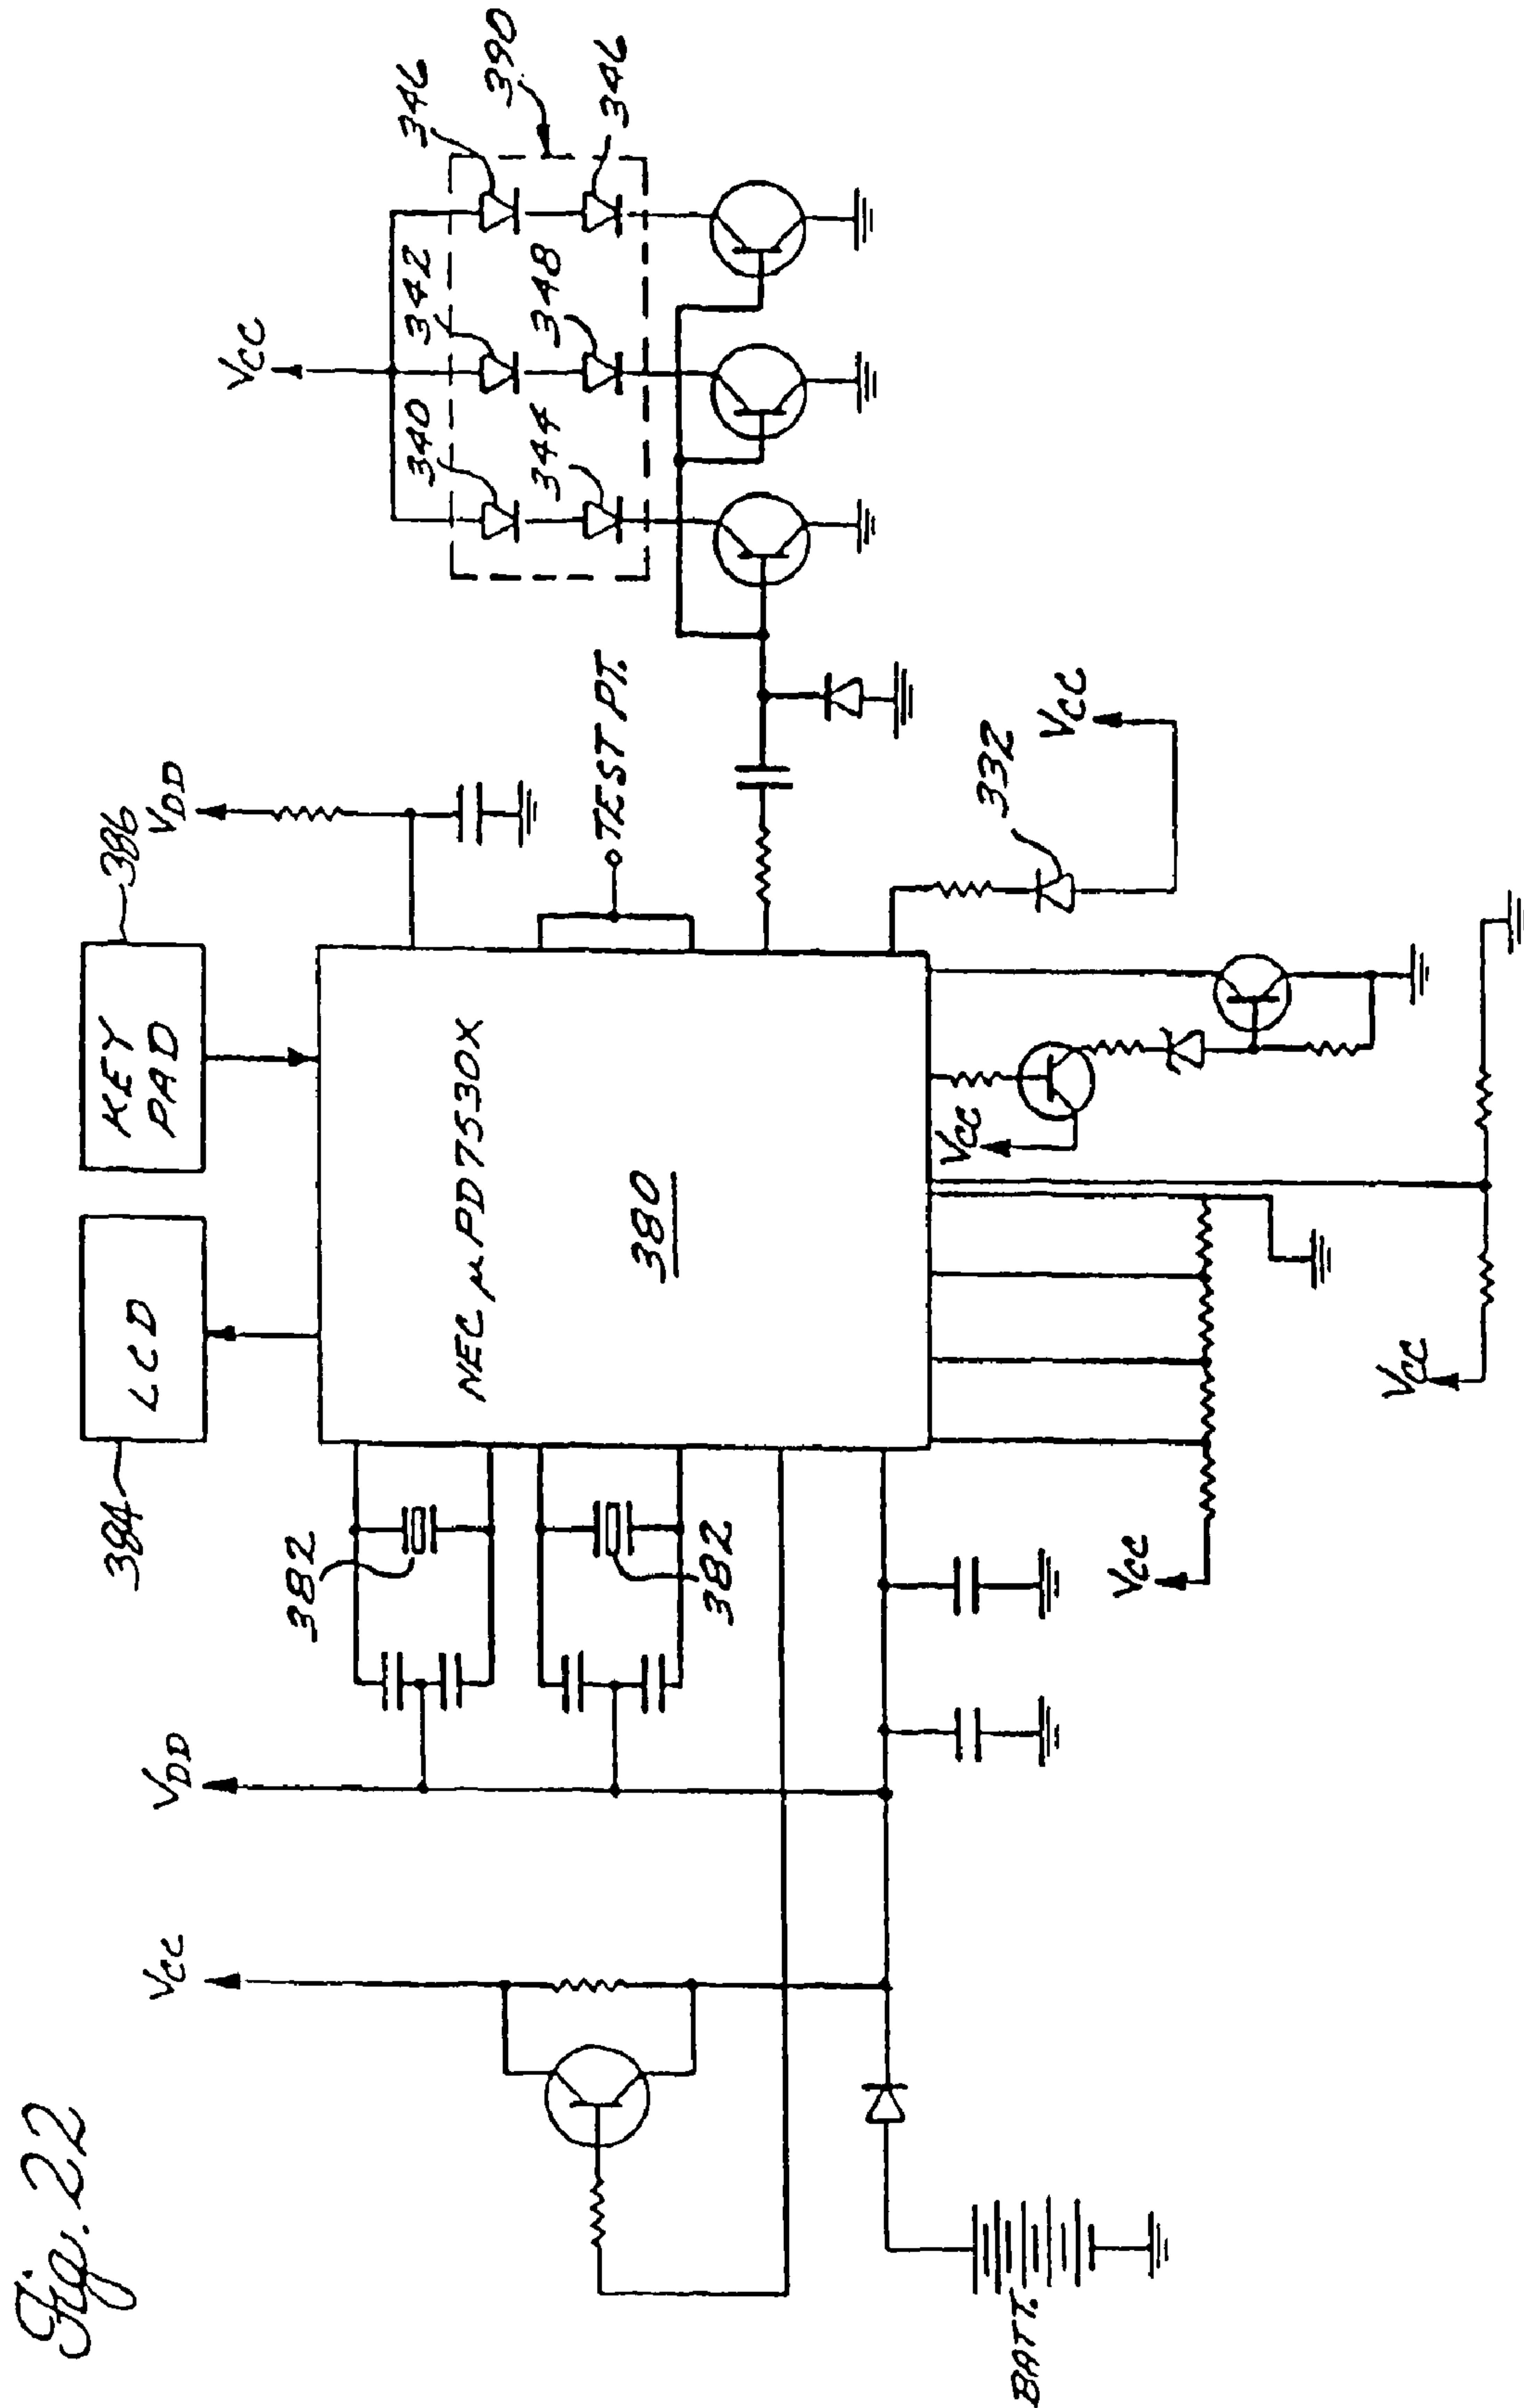 Fig. 22
VCC
VDD
384
LCD
KEY
PAD
386
VDD
382
382
NEC μPD7530X
380
TEST PT.
VCC
340
342
346
344
348
346
390
332
VCC
VCC
VCC
VCC
BATT.